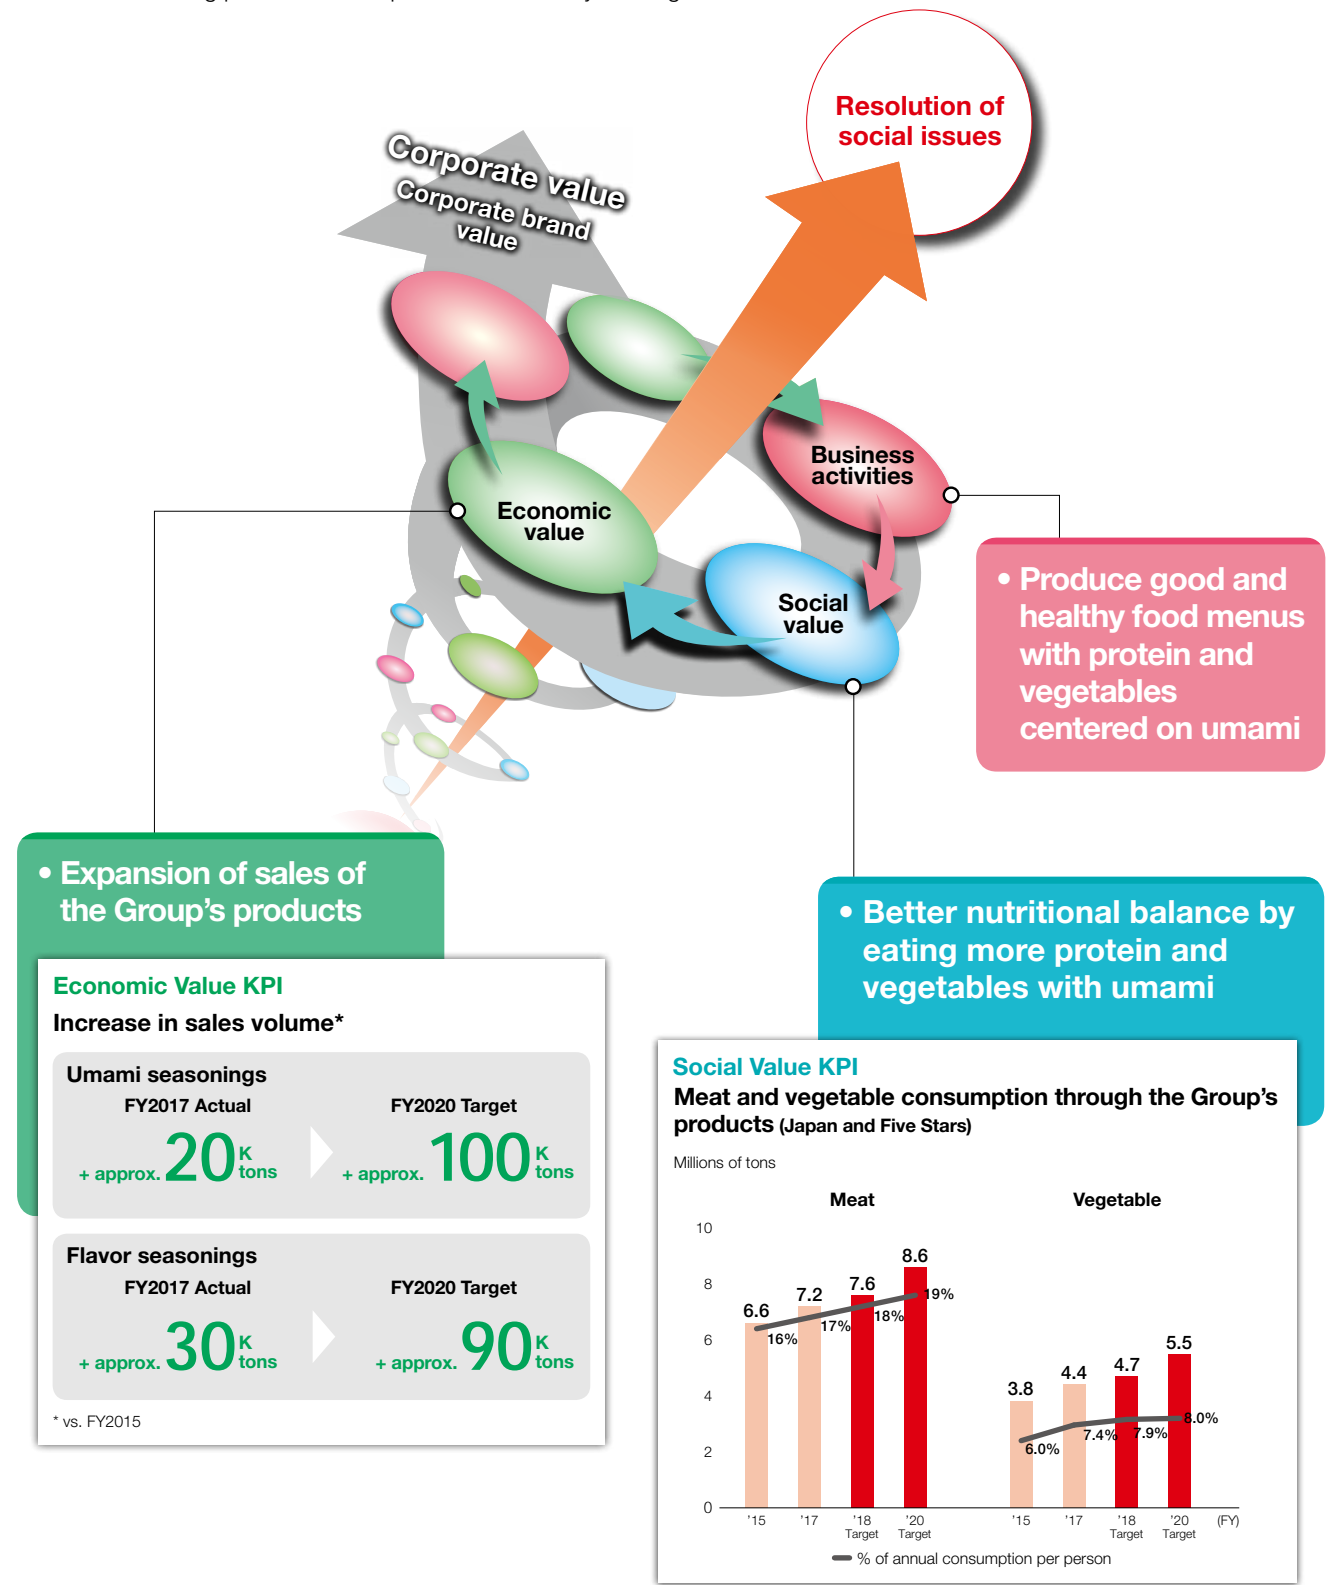 Resolution of
social issues
Corporate value
Corporate brand
value
Business
activities
Economic
value
Social
value
• Produce good and
healthy food menus
with protein and
vegetables
centered on umami
• Expansion of sales of
the Group's products
• Better nutritional balance by
eating more protein and
vegetables with umami
Economic Value KPI
Increase in sales volume*
Umami seasonings
FY2017 Actual FY2020 Target
+ approx. 20 K tons + approx. 100 K tons
Flavor seasonings
FY2017 Actual FY2020 Target
+ approx. 30 K tons + approx. 90 K tons
* vs. FY2015
Social Value KPI
Meat and vegetable consumption through the Group's
products (Japan and Five Stars)
Millions of tons
Meat Vegetable
10
8
6
4
2
0
6.6 7.2 7.6 8.6
16% 17% 18% 19%
3.8 4.4 4.7 5.5
6.0% 7.4% 7.9% 8.0%
'15 '17 '18 '20 '15 '17 '18 '20 (FY)
Target Target Target Target
% of annual consumption per person